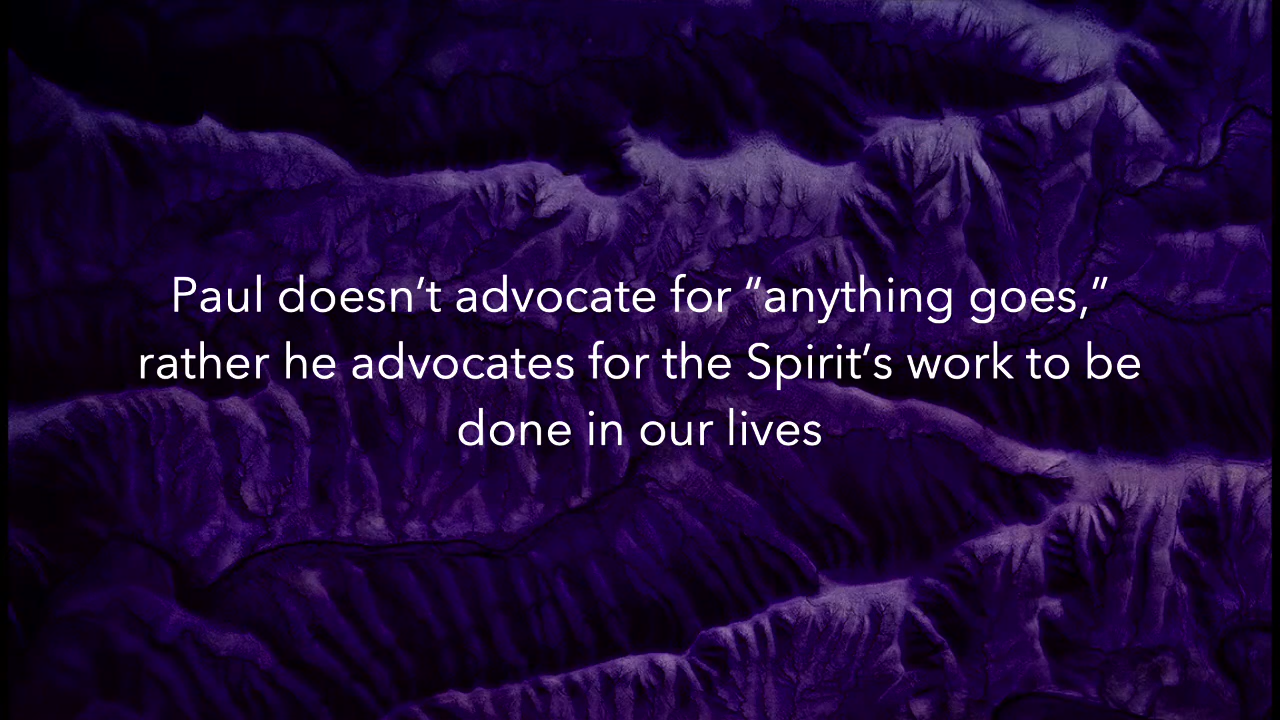 Paul doesn’t advocate for “anything goes,”
rather he advocates for the Spirit’s work to be
done in our lives